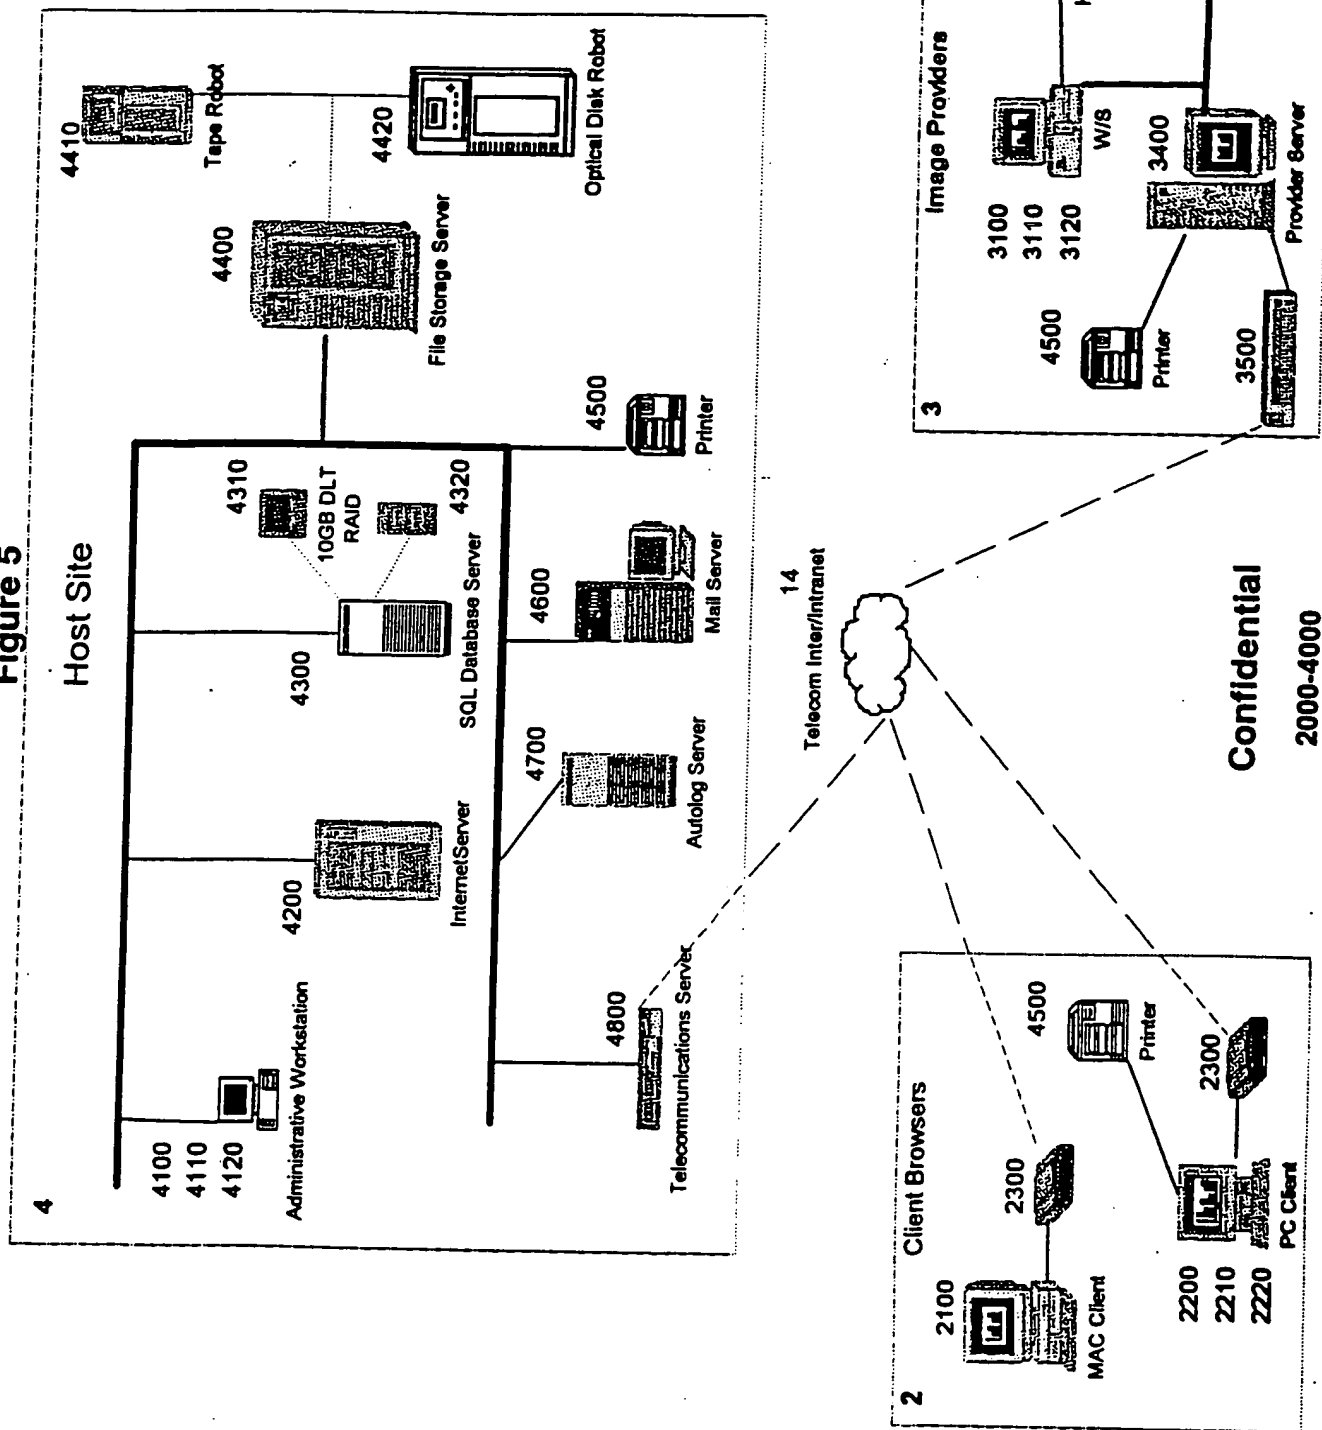 Figure 5
Host Site
4
4100
4110
4120
Administrative Workstation
4200
InternetServer
4300
SQL Database Server
4310
10GB DLT
RAID
4320
4400
File Storage Server
4410
Tape Robot
4420
Optical Disk Robot
4500
Printer
4600
Mail Server
4700
Autolog Server
4800
Telecommunications Server
14
Telecom Inter/Intranet
2
Client Browsers
2100
MAC Client
2300
4500
Printer
2200
2210
2220
PC Client
2300
3
Image Providers
3100
3110
3120
W/S
3400
Provider Server
4500
Printer
3500
Confidential
2000-4000